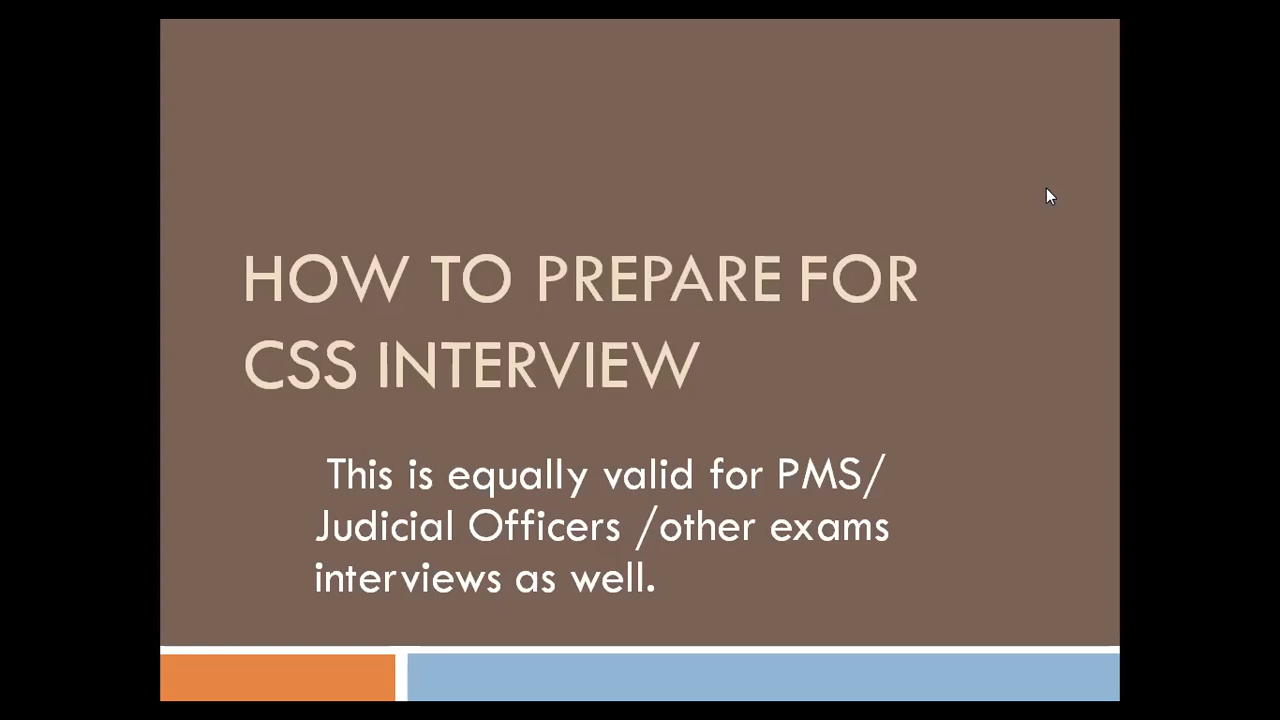 HOW TO PREPARE FOR
CSS INTERVIEW
This is equally valid for PMS/
Judicial Officers /other exams
interviews as well.